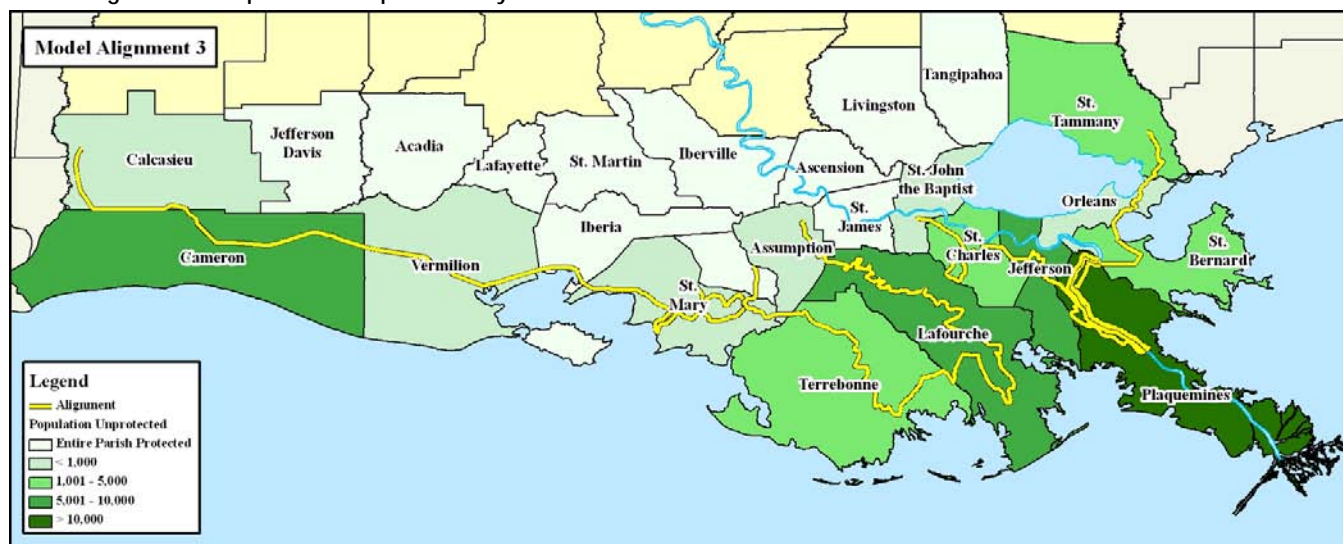 Model Alignment 3
Tangipahoa
Livingston
St.
Tammany
Jefferson
Davis
Acadia
Calcasieu
Lafayette
St. Martin
Iberville
Ascension
St. John
the Baptist
Orleans
St.
James
Iberia
Assumption
St.
Charles
Cameron
Vermilion
Jefferson
St.
Bernard
St.
Mary
Lafourche
Terrebonne
Plaquemines
Legend
Alignment
Population Unprotected
Entire Parish Protected
< 1,000
1,001 - 5,000
5,001 - 10,000
> 10,000